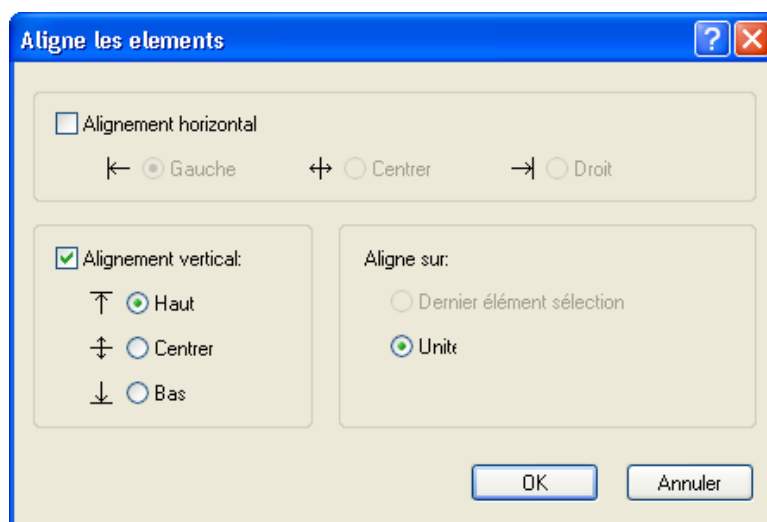 Aligne les elements
Alignement horizontal
Gauche Centrer Droit
Alignement vertical:
Haut
Centrer
Bas
Aligne sur:
Dernier élément sélection
Unité
OK Annuler